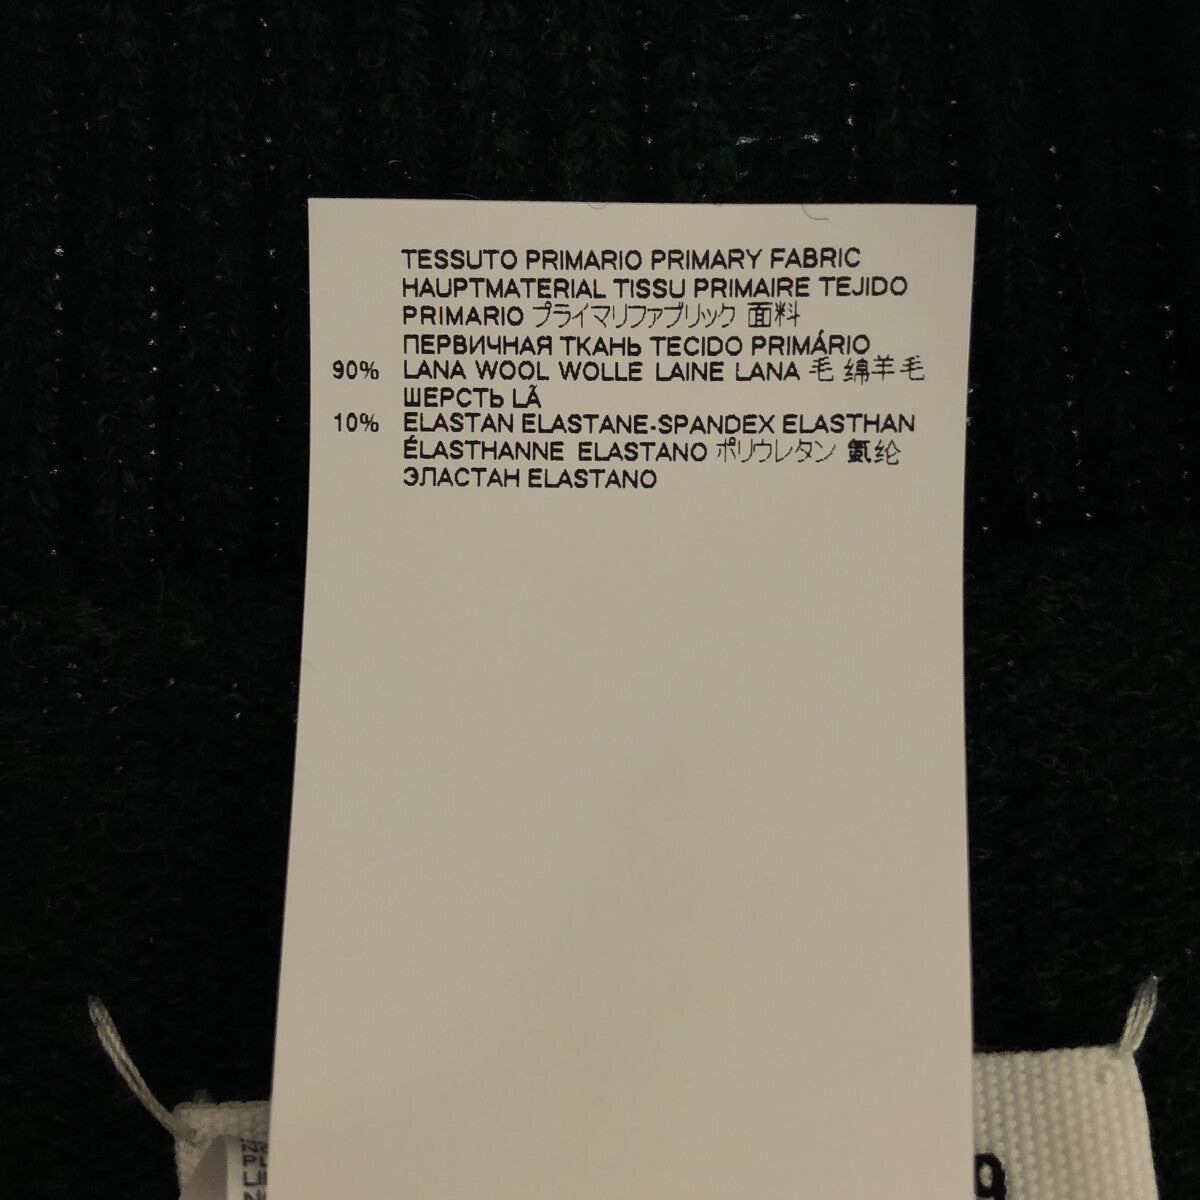 TESSUTO PRIMARIO PRIMARY FABRIC
HAUPTMATERIAL TISSU PRIMAIRE TEJIDO
PRIMARIO プライマリファブリック 面料
ПЕРВИЧНАЯ ТКАНЬ TECIDO PRIMÁRIO
90% LANA WOOL WOLLE LAINE LANA 毛 绵羊毛
ШЕРСТЬ LÃ
10% ELASTAN ELASTANE-SPANDEX ELASTHAN
ÉLASTHANNE ELASTANO ポリウレタン 氨纶
ЭЛАСТАН ELASTANO